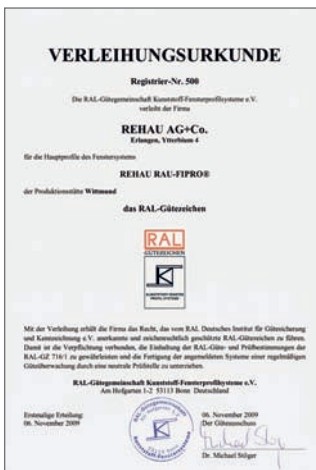 VERLEIHUNGSURKUNDE
Registrier-Nr. 500
Die RAL-Gütegemeinschaft Kunststoff-Fensterprofilsysteme e.V.
verleiht der Firma
REHAU AG+Co.
Erlangen, Ytterbium 4
für die Hauptprofile des Fenstersystems
REHAU RAU-FIPRO®
der Produktionsstätte Wittmund
das RAL-Gütezeichen
RAL
GÜTEZEICHEN
KUNSTSTOFF-FENSTER
PROFILSYSTEME
Mit der Verleihung erhält die Firma das Recht, das vom RAL Deutsches Institut für Gütesicherung
und Kennzeichnung e.V. anerkannte und zeichenrechtlich geschützte RAL-Gütezeichen zu führen.
Damit ist die Verpflichtung verbunden, die Einhaltung der RAL-Güte- und Prüfbestimmungen der
RAL-GZ 716/1 zu gewährleisten und die Fertigung der angemeldeten Systeme einer regelmäßigen
Güteüberwachung durch eine neutrale Prüfstelle zu unterziehen.
RAL-Gütegemeinschaft Kunststoff-Fensterprofilsysteme e.V.
Am Hofgarten 1-2 53113 Bonn Deutschland
Erstmalige Erteilung
06. November 2009
06. November 2009
Der Güteausschuss
Dr. Michael Stöger